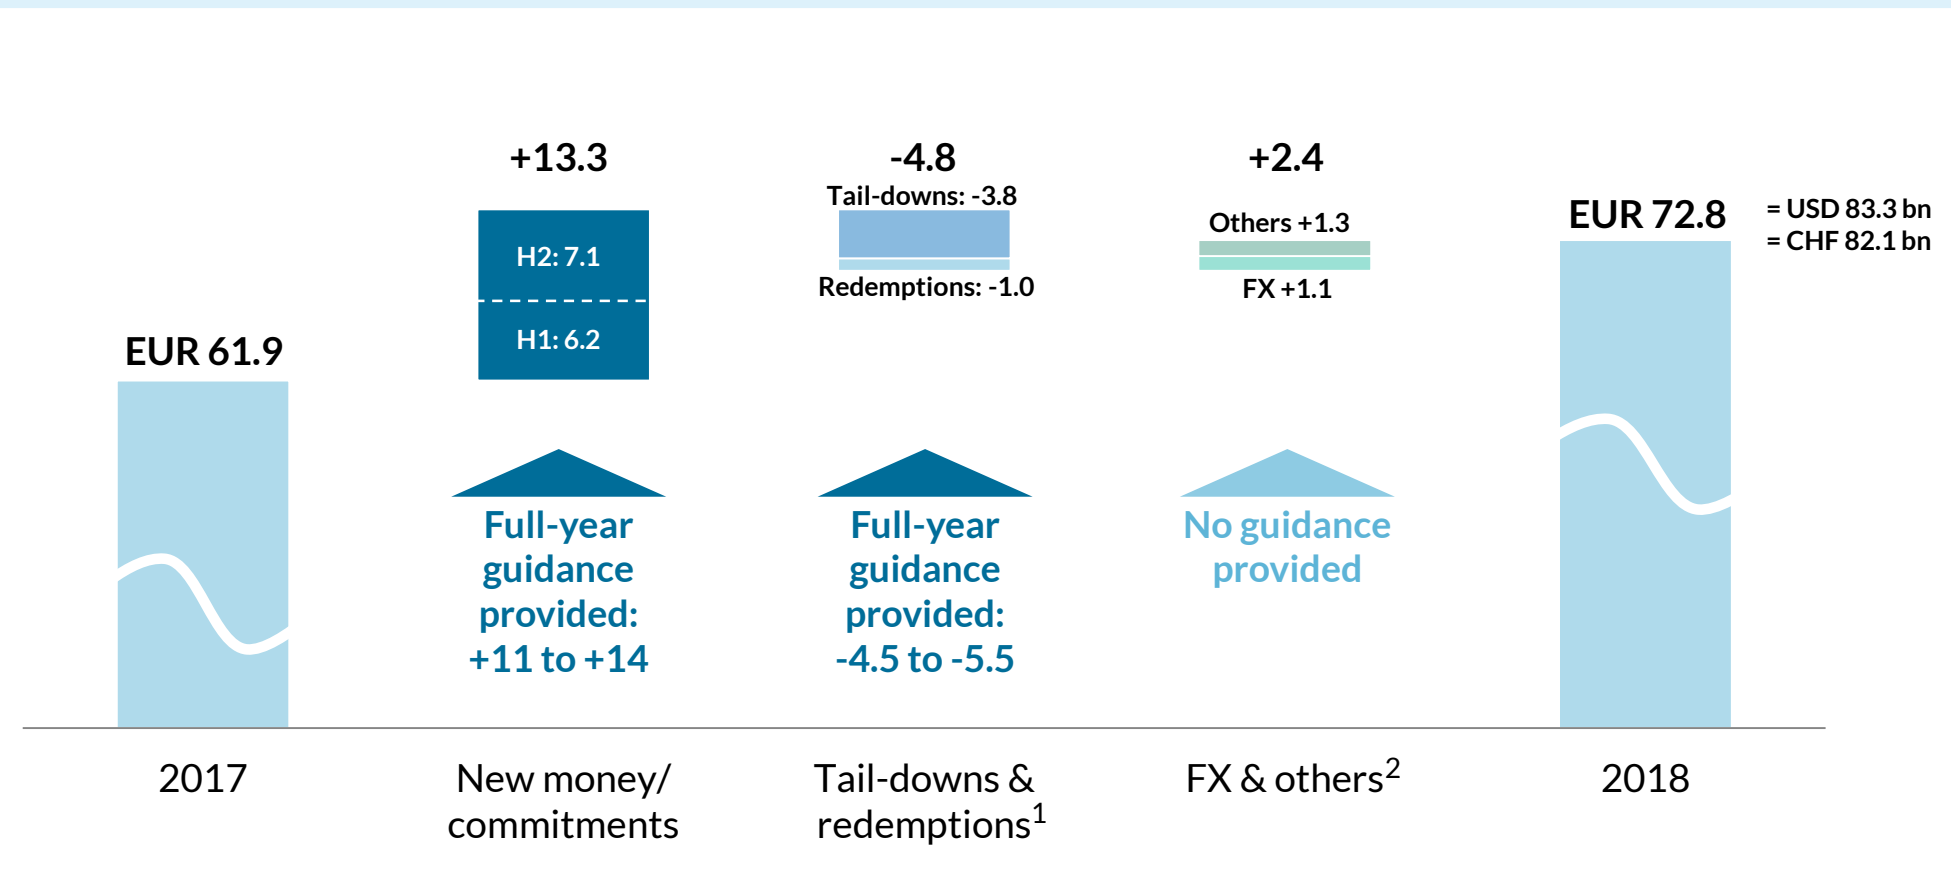 +13.3
-4.8
+2.4
Tail-downs: -3.8
EUR 72.8
= USD 83.3 bn
= CHF 82.1 bn
Others +1.3
H2: 7.1
Redemptions: -1.0
FX +1.1
H1: 6.2
EUR 61.9
Full-year
guidance
provided:
+11 to +14
Full-year
guidance
provided:
-4.5 to -5.5
No guidance
provided
2017
New money/
commitments
Tail-downs &
redemptions1
FX & others2
2018